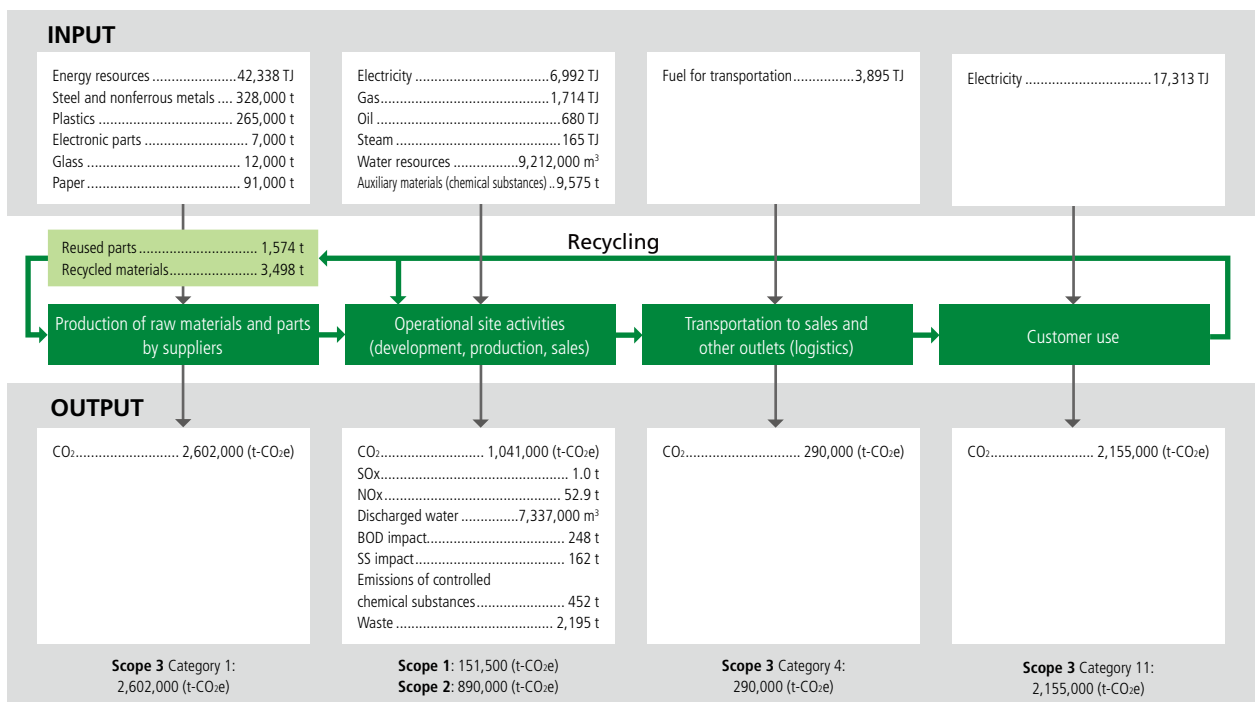 INPUT
Energy resources ......................42,338 TJ
Steel and nonferrous metals .... 328,000 t
Plastics .................................... 265,000 t
Electronic parts ............................ 7,000 t
Glass ......................................... 12,000 t
Paper ......................................... 91,000 t
Electricity ...................................6,992 TJ
Gas............................................1,714 TJ
Oil ................................................ 680 TJ
Steam ........................................... 165 TJ
Water resources .................9,212,000 m³
Auxiliary materials (chemical substances) ..9,575 t
Fuel for transportation...............3,895 TJ
Electricity .................................17,313 TJ
Reused parts ............................... 1,574 t
Recycled materials....................... 3,498 t
Recycling
Production of raw materials and parts
by suppliers
Operational site activities
(development, production, sales)
Transportation to sales and
other outlets (logistics)
Customer use
OUTPUT
CO₂.......................... 2,602,000 (t-CO₂e)
CO₂.......................... 1,041,000 (t-CO₂e)
SOx................................................ 1.0 t
NOx.............................................. 52.9 t
Discharged water ...............7,337,000 m³
BOD impact.................................... 248 t
SS impact....................................... 162 t
Emissions of controlled
chemical substances....................... 452 t
Waste ......................................... 2,195 t
CO₂............................. 290,000 (t-CO₂e)
CO₂.......................... 2,155,000 (t-CO₂e)
Scope 3 Category 1:
2,602,000 (t-CO₂e)
Scope 1: 151,500 (t-CO₂e)
Scope 2: 890,000 (t-CO₂e)
Scope 3 Category 4:
290,000 (t-CO₂e)
Scope 3 Category 11:
2,155,000 (t-CO₂e)